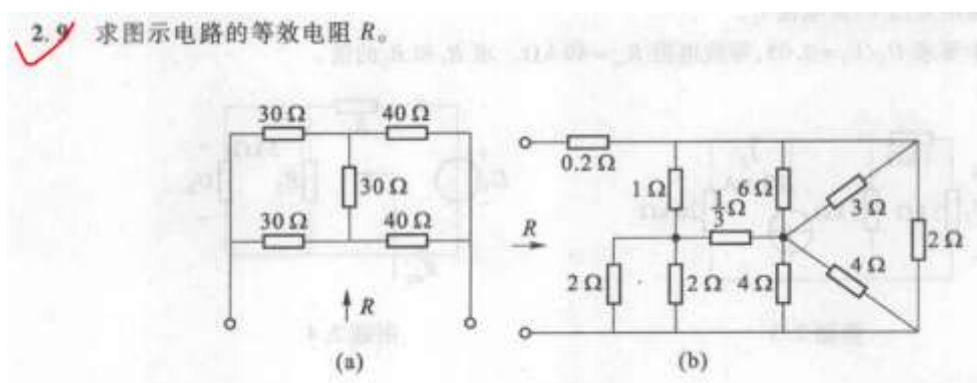 2.9 求图示电路的等效电阻 R。
30 Ω 40 Ω
30 Ω
30 Ω 40 Ω
R
(a)
0.2 Ω
1 Ω 6 Ω
1/3 Ω 3 Ω
R
2 Ω
4 Ω
2 Ω 2 Ω 4 Ω
(b)